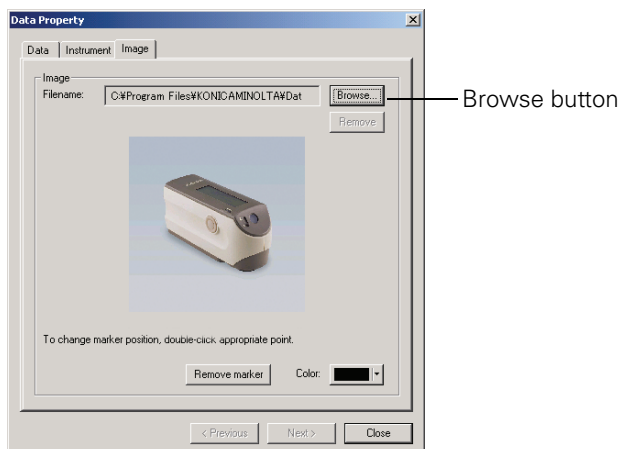 Data Property
Data Instrument Image
Image
Filename: C:¥Program Files¥KONICAMINOLTA¥Dat Browse...
Browse button
Remove
To change marker position, double-click appropriate point.
Remove marker Color:
< Previous Next > Close